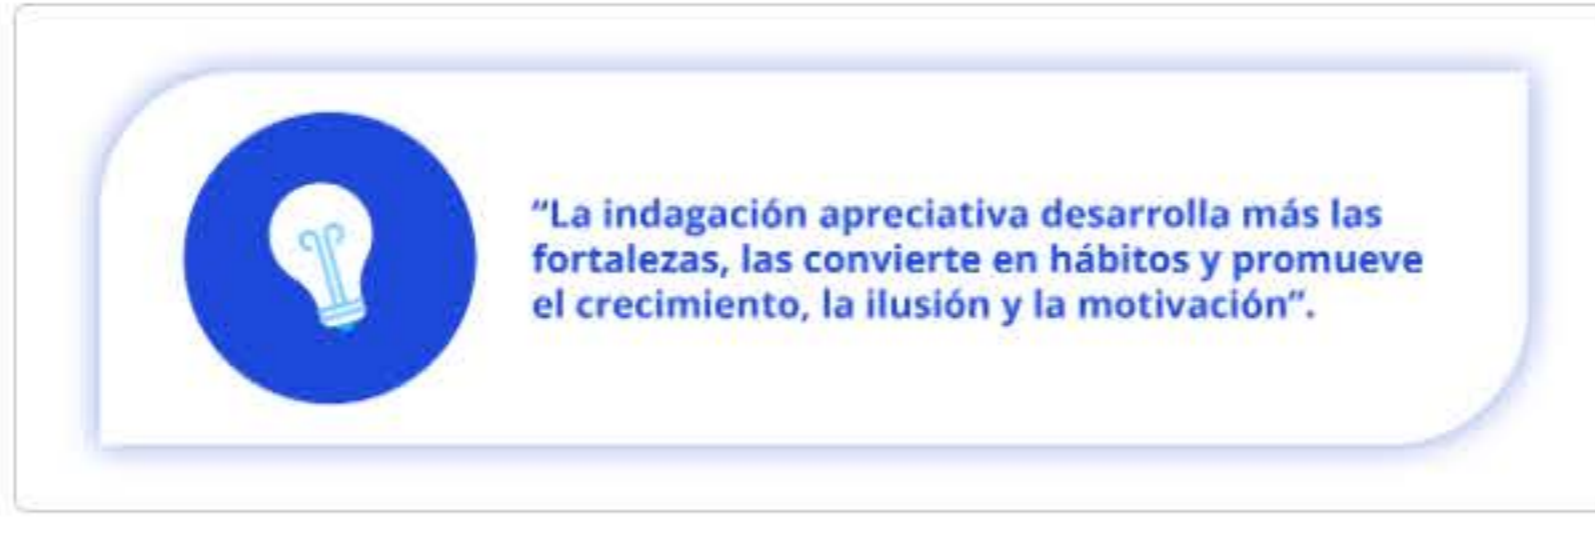 “La indagación apreciativa desarrolla más las
fortalezas, las convierte en hábitos y promueve
el crecimiento, la ilusión y la motivación”.